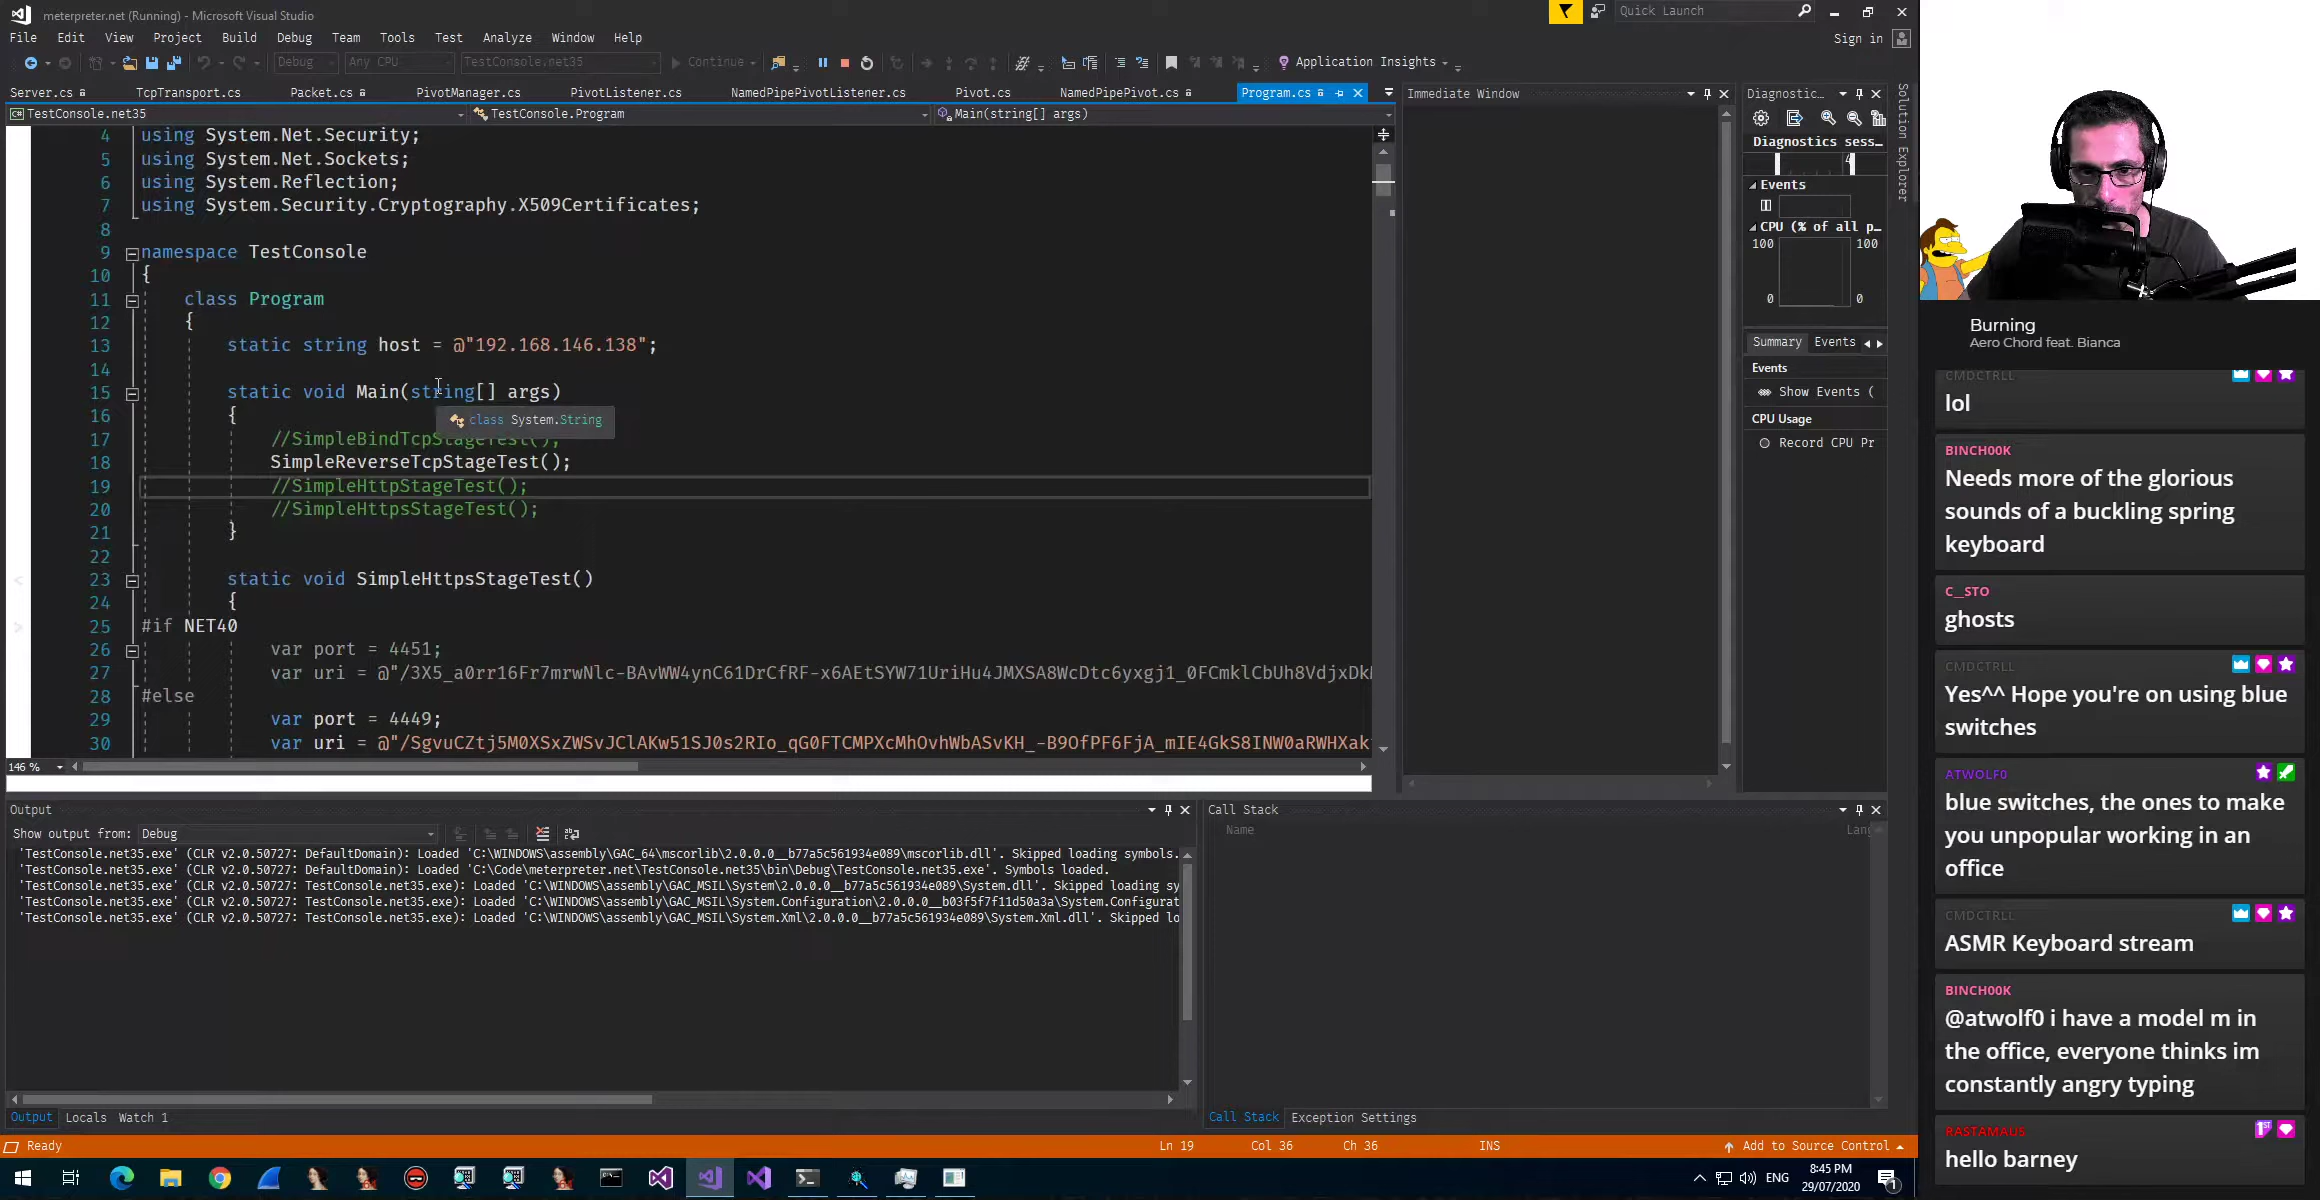 meterpreter.net (Running) - Microsoft Visual Studio
Quick Launch
File Edit View Project Build Debug Team Tools Test Analyze Window Help
Sign in
Debug Any CPU TestConsole.net35 Continue Application Insights
Server.cs TcpTransport.cs Packet.cs PivotManager.cs PivotListener.cs NamedPipePivotListener.cs Pivot.cs NamedPipePivot.cs Program.cs
TestConsole.net35 TestConsole.Program Main(string[] args)
4 using System.Net.Security;
5 using System.Net.Sockets;
6 using System.Reflection;
7 using System.Security.Cryptography.X509Certificates;
8
9 namespace TestConsole
10 {
11 class Program
12 {
13 static string host = @"192.168.146.138";
14
15 static void Main(string[] args)
16 {
class System.String
17 //SimpleBindTcpStageTest();
18 SimpleReverseTcpStageTest();
19 //SimpleHttpStageTest();
20 //SimpleHttpsStageTest();
21 }
22
23 static void SimpleHttpsStageTest()
24 {
25 #if NET40
26 var port = 4451;
27 var uri = @"/3X5_a0rr16Fr7mrwNlc-BAvWW4ynC61DrCfRF-x6AEtSYW71UriHu4JMXSA8WcDtc6yxgj1_0FCmklCbUh8VdjxDk
28 #else
29 var port = 4449;
30 var uri = @"/SgvuCZtj5M0XSxZWSvJClAKw51SJ0s2RIo_qG0FTCMPXcMhOvhWbASvKH_-B9OfPF6FjA_mIE4GkS8INW0aRWHXak
146 %
Immediate Window
Diagnostic...
Diagnostics sess...
4
Events
CPU (% of all p...
100 100
0 0
Summary Events
Events
Show Events (
CPU Usage
Record CPU Pr
Solution Explorer
Output
Show output from: Debug
'TestConsole.net35.exe' (CLR v2.0.50727: DefaultDomain): Loaded 'C:\WINDOWS\assembly\GAC_64\mscorlib\2.0.0.0__b77a5c561934e089\mscorlib.dll'. Skipped loading symbols.
'TestConsole.net35.exe' (CLR v2.0.50727: DefaultDomain): Loaded 'C:\Code\meterpreter.net\TestConsole.net35\bin\Debug\TestConsole.net35.exe'. Symbols loaded.
'TestConsole.net35.exe' (CLR v2.0.50727: TestConsole.net35.exe): Loaded 'C:\WINDOWS\assembly\GAC_MSIL\System\2.0.0.0__b77a5c561934e089\System.dll'. Skipped loading sy
'TestConsole.net35.exe' (CLR v2.0.50727: TestConsole.net35.exe): Loaded 'C:\WINDOWS\assembly\GAC_MSIL\System.Configuration\2.0.0.0__b03f5f7f11d50a3a\System.Configurat
'TestConsole.net35.exe' (CLR v2.0.50727: TestConsole.net35.exe): Loaded 'C:\WINDOWS\assembly\GAC_MSIL\System.Xml\2.0.0.0__b77a5c561934e089\System.Xml.dll'. Skipped lo
Output Locals Watch 1
Call Stack
Name Lang
Call Stack Exception Settings
Ready
Ln 19 Col 36 Ch 36 INS
Add to Source Control
ENG
8:45 PM
29/07/2020
1
Burning
Aero Chord feat. Bianca
CMDCTRLL
lol
BINCH00K
Needs more of the glorious
sounds of a buckling spring
keyboard
C__STO
ghosts
CMDCTRLL
Yes^^ Hope you're on using blue
switches
ATWOLF0
blue switches, the ones to make
you unpopular working in an
office
CMDCTRLL
ASMR Keyboard stream
BINCH00K
@atwolf0 i have a model m in
the office, everyone thinks im
constantly angry typing
RASTAMAUS
1ST
hello barney